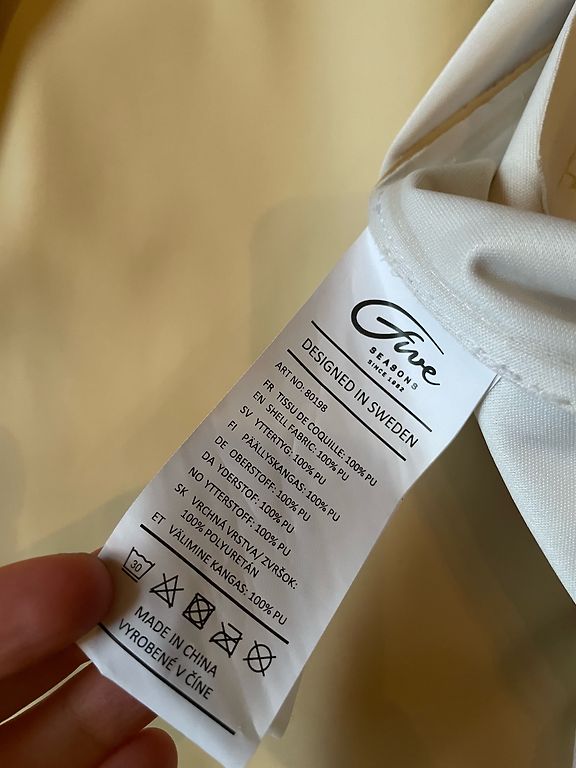 Five
SEASONS
SINCE 1982
DESIGNED IN SWEDEN
ART NO: 80198
FR TISSU DE COQUILLE: 100% PU
EN SHELL FABRIC: 100% PU
SV YTTERTYG: 100% PU
FI PÄÄLLYSKANGAS: 100% PU
DE OBERSTOFF: 100% PU
DA YDERSTOF: 100% PU
NO YTTERSTOFF: 100% PU
SK VRCHNÁ VRSTVA/ ZVRŠOK:
100% POLYURETÁN
ET VÄLIMINE KANGAS: 100% PU
30
MADE IN CHINA
VYROBENÉ V ČÍNE